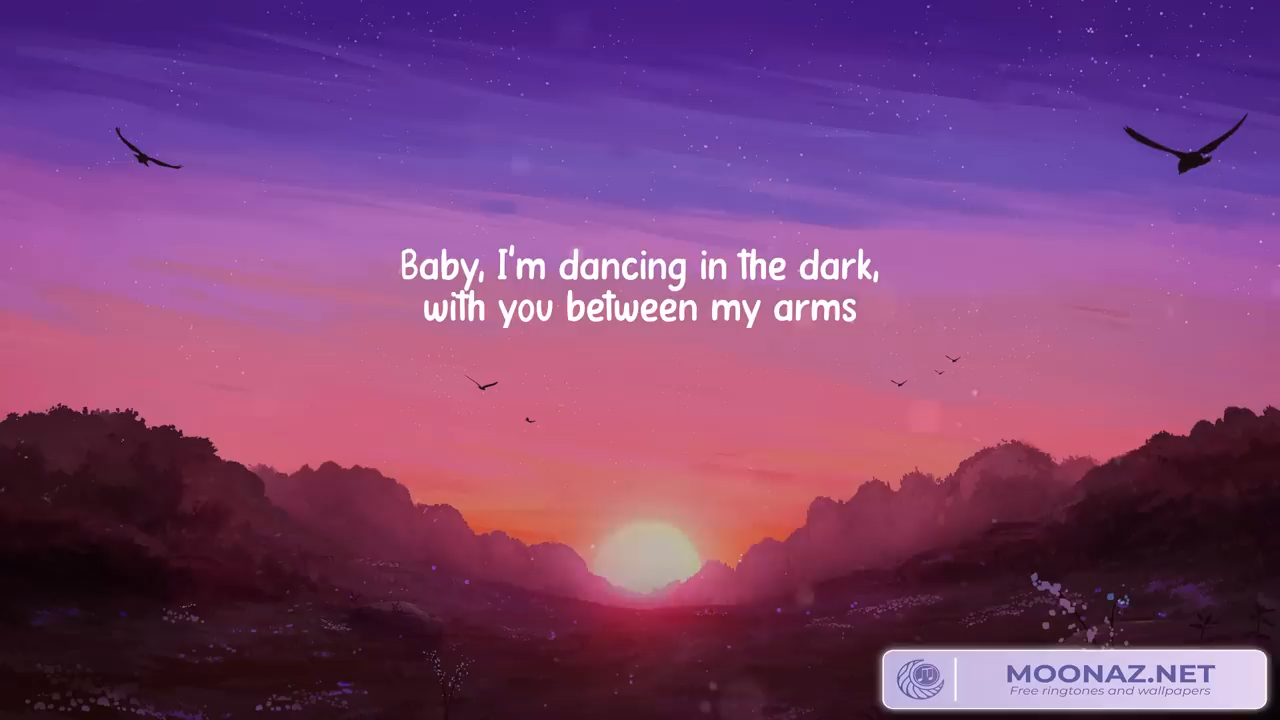 Baby, I'm dancing in the dark,
with you between my arms
MOONAZ.NET
Free ringtones and wallpapers